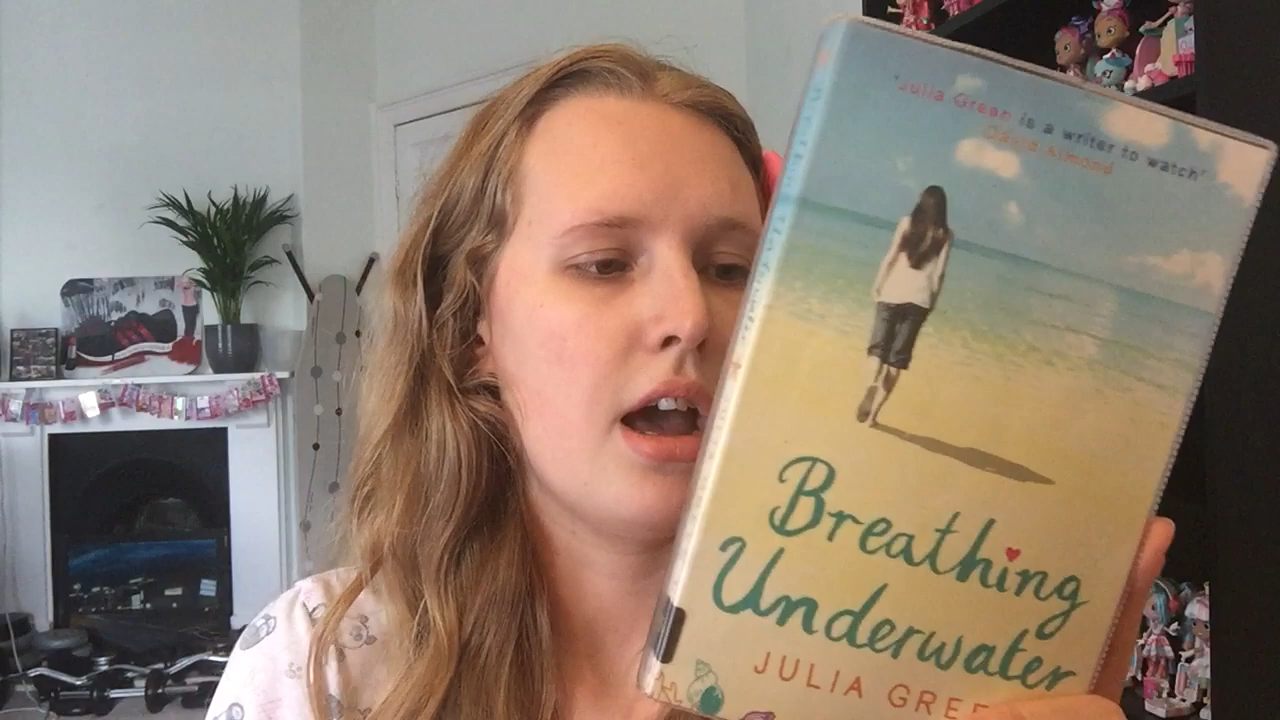 'Julia Green is a writer to watch'
David Almond
Breathing
Underwater
JULIA GREE